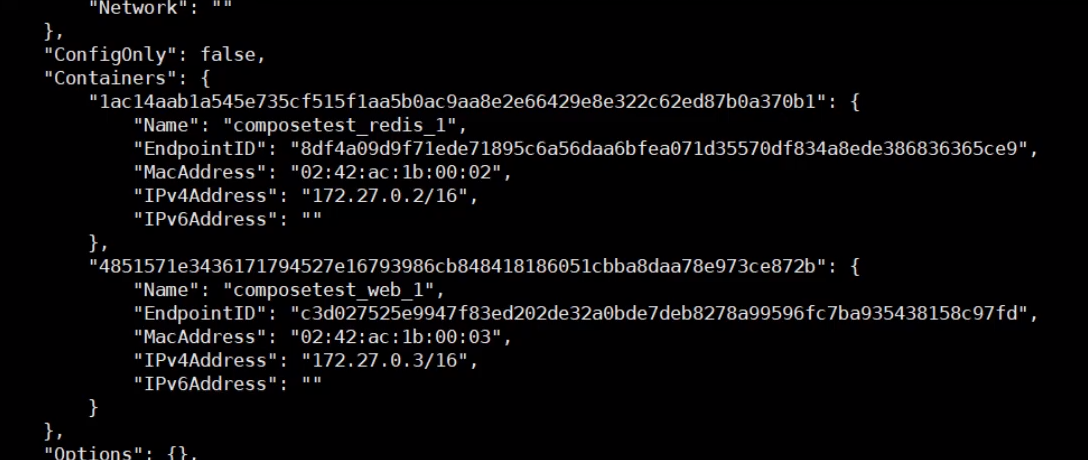 "Network": ""
},
"ConfigOnly": false,
"Containers": {
"1ac14aab1a545e735cf515f1aa5b0ac9aa8e2e66429e8e322c62ed87b0a370b1": {
"Name": "composetest_redis_1",
"EndpointID": "8df4a09d9f71ede71895c6a56daa6bfea071d35570df834a8ede386836365ce9",
"MacAddress": "02:42:ac:1b:00:02",
"IPv4Address": "172.27.0.2/16",
"IPv6Address": ""
},
"4851571e3436171794527e16793986cb848418186051cbba8daa78e973ce872b": {
"Name": "composetest_web_1",
"EndpointID": "c3d027525e9947f83ed202de32a0bde7deb8278a99596fc7ba935438158c97fd",
"MacAddress": "02:42:ac:1b:00:03",
"IPv4Address": "172.27.0.3/16",
"IPv6Address": ""
}
},
"Options": {},